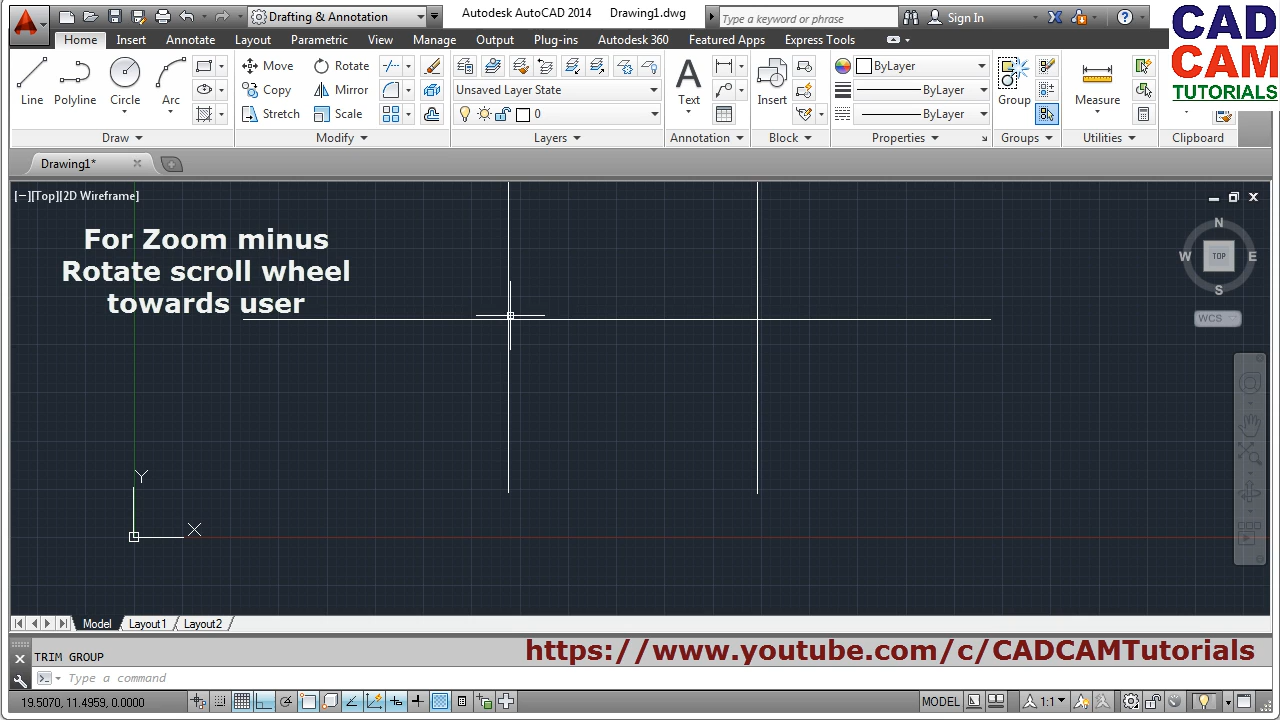 Drafting & Annotation
Autodesk AutoCAD 2014 Drawing1.dwg
Type a keyword or phrase
Sign In
CAD
CAM
TUTORIALS
Home Insert Annotate Layout Parametric View Manage Output Plug-ins Autodesk 360 Featured Apps Express Tools
Line
Polyline
Circle
Arc
Draw
Move
Rotate
Copy
Mirror
Stretch
Scale
Modify
Unsaved Layer State
0
Layers
Text
Annotation
Insert
Block
ByLayer
ByLayer
ByLayer
Properties
Group
Groups
Measure
Utilities
Clipboard
Drawing1*
[−][Top][2D Wireframe]
For Zoom minus
Rotate scroll wheel
towards user
N
W
TOP
E
S
WCS
Y
X
Model Layout1 Layout2
TRIM GROUP
https://www.youtube.com/c/CADCAMTutorials
Type a command
19.5070, 11.4959, 0.0000
MODEL
1:1